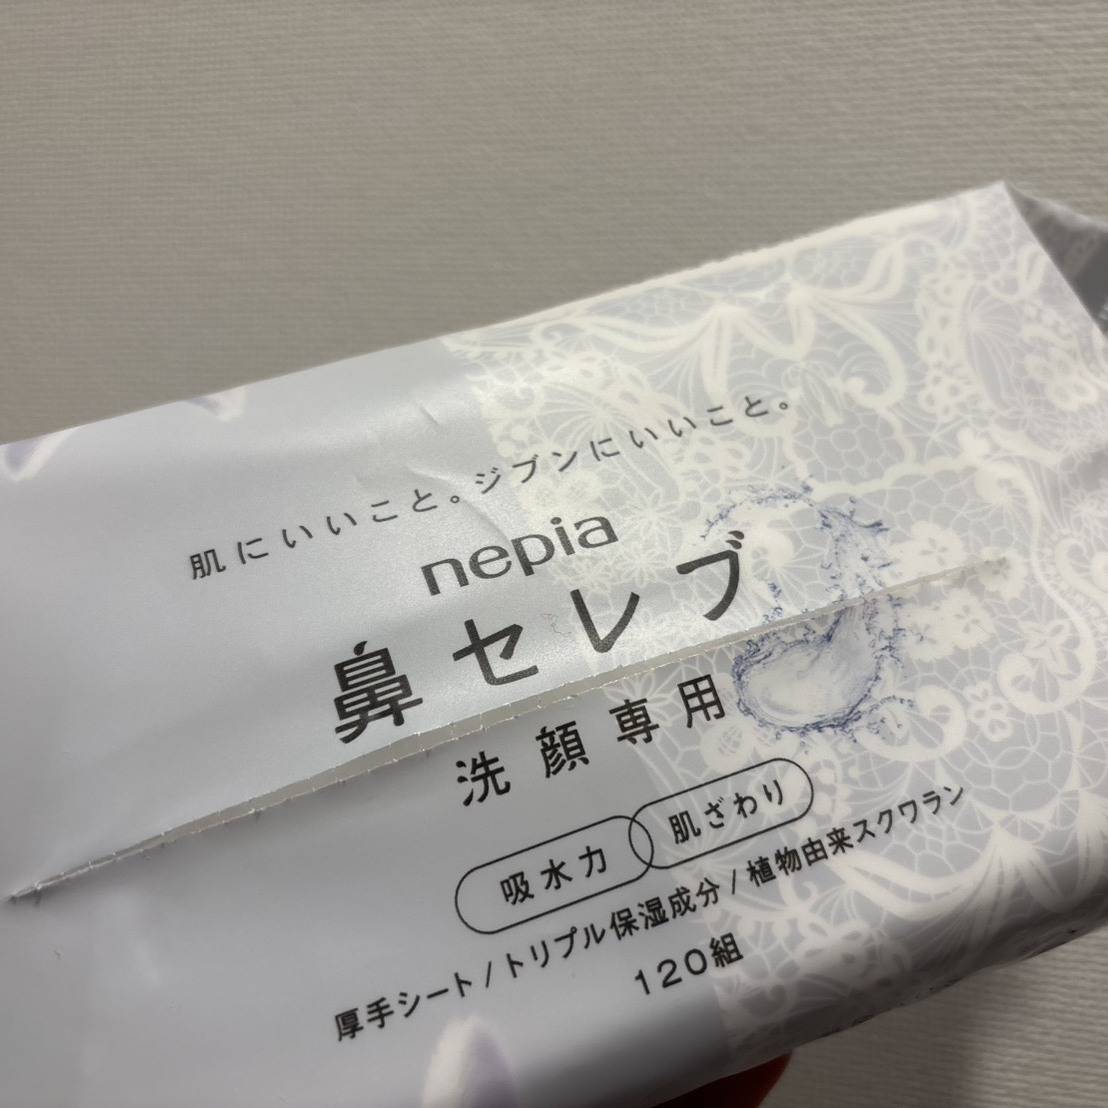 肌にいいこと。ジブンにいいこと。
nepia
鼻セレブ
洗顔専用
吸水力 肌ざわり
厚手シート/トリプル保湿成分/植物由来スクワラン
120組